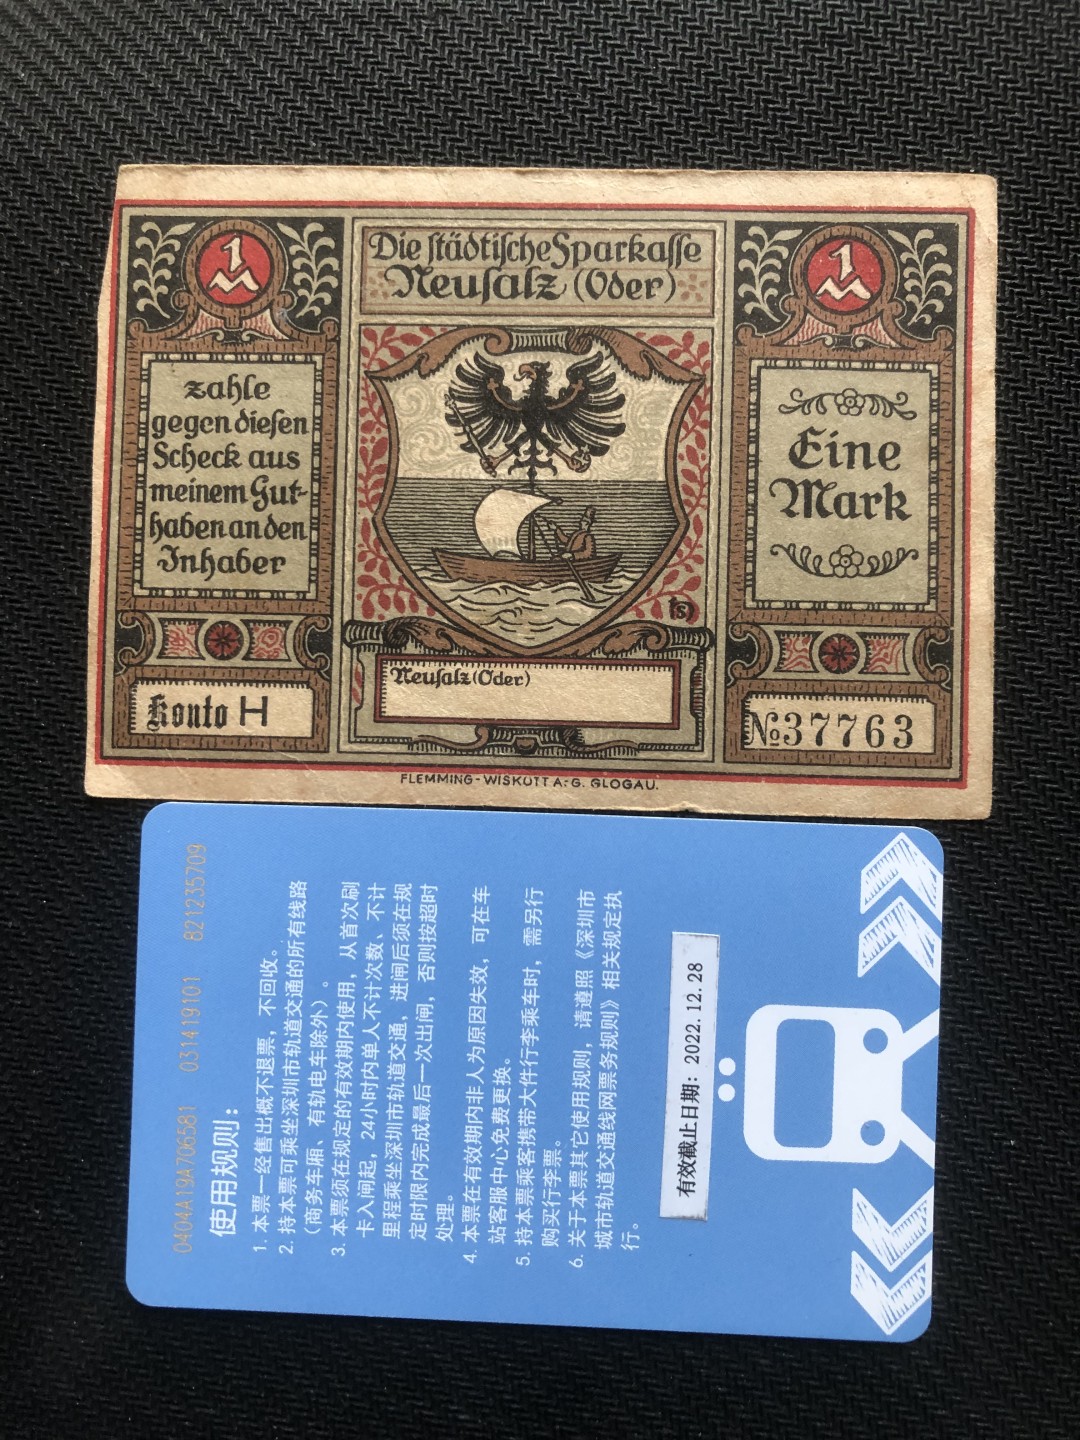 1
M
Die städtische Sparkasse
Neusalz (Oder)
1
M
zahle
gegen diesen
Scheck aus
meinem Gut-
haben an den
Inhaber
Eine
Mark
Neusalz (Oder)
Konto H
№ 37763
FLEMMING-WISKOTT A.-G. GLOGAU.
0404A19A706581 031419101 821235709
使用规则：
1. 本票一经售出概不退票，不回收。
2. 持本票可乘坐深圳市轨道交通的所有线路
（商务车厢、有轨电车除外）。
3. 本票须在规定的有效期内使用，从首次刷
卡入闸起，24小时内单人不计次数、不计
里程乘坐深圳市轨道交通，进闸后须在规
定时限内完成最后一次出闸，否则按超时
处理。
4. 本票在有效期内非人为原因失效，可在车
站客服中心免费更换。
5. 持本票乘客携带大件行李乘车时，需另行
购买行李票。
6. 关于本票其它使用规则，请遵照《深圳市
城市轨道交通线网票务规则》相关规定执
行。
有效截止日期：2022.12.28